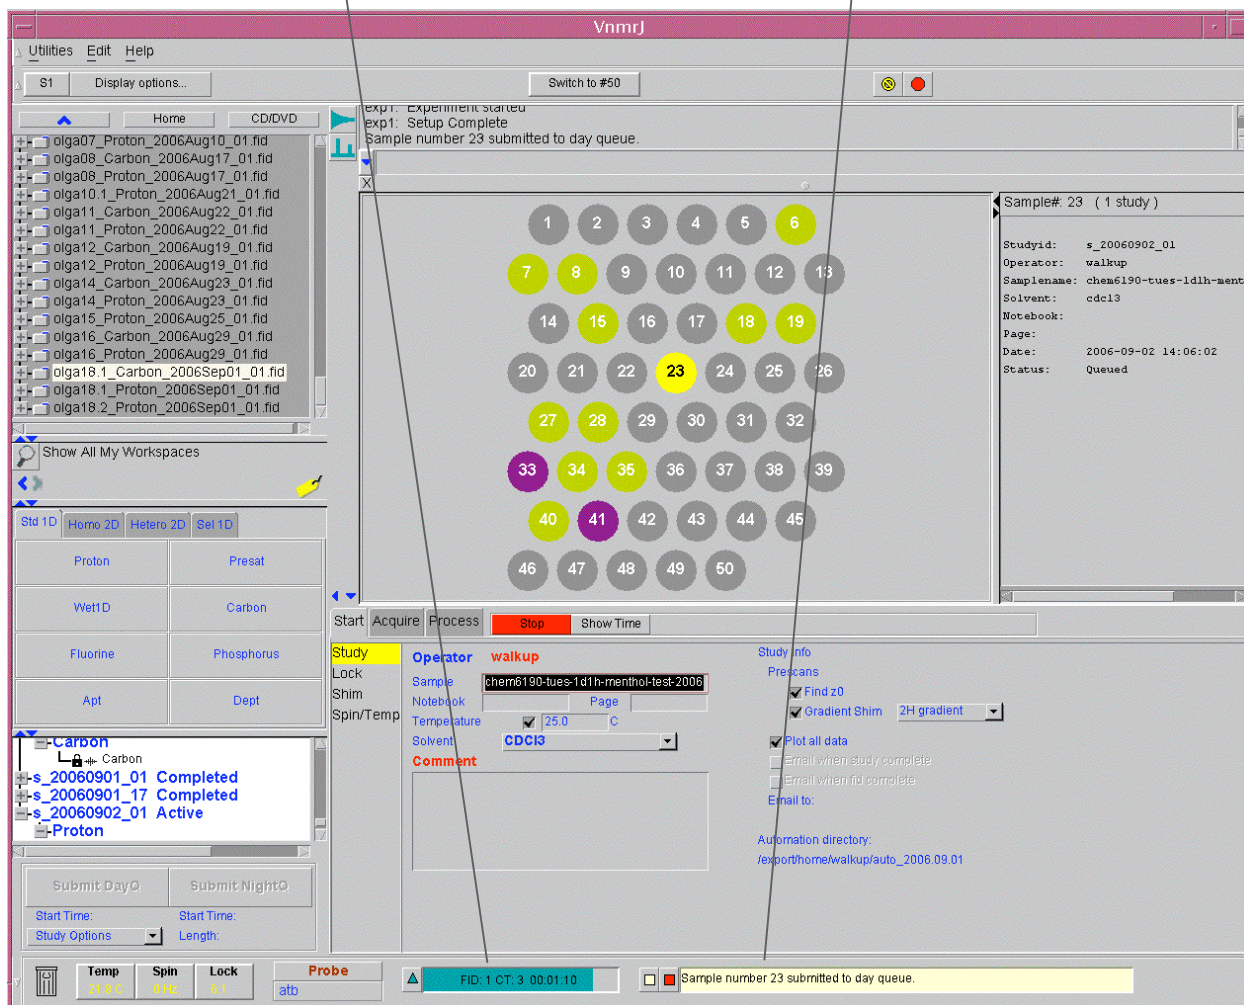 VnmrJ
Utilities Edit Help
S1 Display options... Switch to #50
Home CD/DVD
exp1: Experiment started
exp1: Setup Complete
Sample number 23 submitted to day queue.
olga07_Proton_2006Aug10_01.fid
olga08_Carbon_2006Aug17_01.fid
olga08_Proton_2006Aug17_01.fid
olga10.1_Proton_2006Aug21_01.fid
olga11_Carbon_2006Aug22_01.fid
olga11_Proton_2006Aug22_01.fid
olga12_Carbon_2006Aug19_01.fid
olga12_Proton_2006Aug19_01.fid
olga14_Carbon_2006Aug23_01.fid
olga14_Proton_2006Aug23_01.fid
olga15_Proton_2006Aug25_01.fid
olga16_Carbon_2006Aug29_01.fid
olga16_Proton_2006Aug29_01.fid
olga18.1_Carbon_2006Sep01_01.fid
olga18.1_Proton_2006Sep01_01.fid
olga18.2_Proton_2006Sep01_01.fid
X
1 2 3 4 5 6
7 8 9 10 11 12 13
14 15 16 17 18 19
20 21 22 23 24 25 26
27 28 29 30 31 32
33 34 35 36 37 38 39
40 41 42 43 44 45
46 47 48 49 50
Sample#: 23 ( 1 study )
Studyid: s_20060902_01
Operator: walkup
Samplename: chem6190-tues-1d1h-ment
Solvent: cdcl3
Notebook:
Page:
Date: 2006-09-02 14:06:02
Status: Queued
Show All My Workspaces
Std 1D Homo 2D Hetero 2D Sel 1D
Proton Presat
Wet1D Carbon
Fluorine Phosphorus
Apt Dept
Carbon
Carbon
s_20060901_01 Completed
s_20060901_17 Completed
s_20060902_01 Active
Proton
Submit DayQ Submit NightQ
Start Time: Start Time:
Study Options Length:
Start Acquire Process Stop Show Time
Study
Lock
Shim
Spin/Temp
Operator walkup
Sample chem6190-tues-1d1h-menthol-test-2006
Notebook Page
Temperature 25.0 C
Solvent CDCl3
Comment
Study Info
Prescans
Find z0
Gradient Shim 2H gradient
Plot all data
Email when study complete
Email when fid complete
Email to:
Automation directory:
/export/home/walkup/auto_2006.09.01
Temp Spin Lock
21.8 C 0 Hz 6.1
Probe
atb
FID: 1 CT: 3 00:01:10
Sample number 23 submitted to day queue.